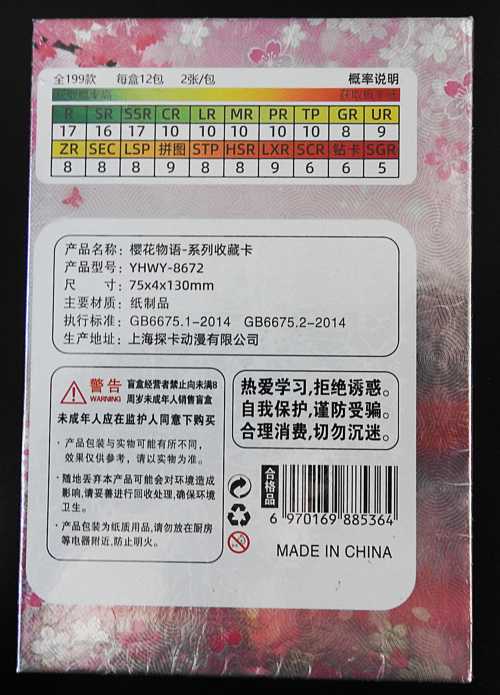 全199款 每盒12包 2张/包 概率说明
获取概率高 获取概率低
R SR SSR CR LR MR PR TP GR UR
17 16 17 10 10 10 10 10 8 9
ZR SEC LSP 拼图 STP HSR LXR SCR 钻卡 SGR
8 8 8 9 8 8 9 6 6 5
产品名称：樱花物语-系列收藏卡
产品型号：YHWY-8672
尺 寸：75x4x130mm
主要材质：纸制品
执行标准：GB6675.1-2014 GB6675.2-2014
生产地址：上海探卡动漫有限公司
警告 盲盒经营者禁止向未满8
WARNING 周岁未成年人销售盲盒
未成年人应在监护人同意下购买
· 产品包装与实物可能有所不同，
效果仅供参考，请以实物为准。
· 随地丢弃本产品可能会对环境造成
影响,请妥善进行回收处理,确保环境
卫生。
· 产品包装为纸质用品,请勿放在厨房
等电器附近,防止明火。
热爱学习,拒绝诱惑。
自我保护,谨防受骗。
合理消费,切勿沉迷。
合格品
6 970169 885364
0-3
MADE IN CHINA